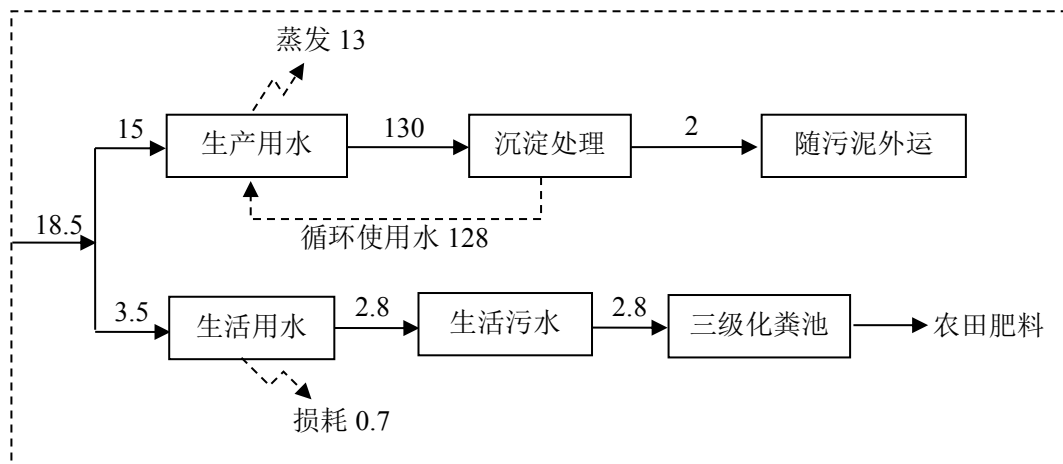 蒸发 13
15
生产用水
130
沉淀处理
2
随污泥外运
循环使用水 128
18.5
3.5
生活用水
2.8
生活污水
2.8
三级化粪池
农田肥料
损耗 0.7